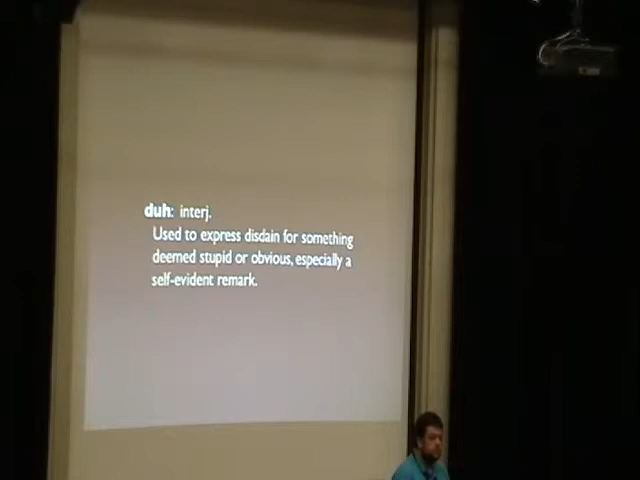 duh: interj.
Used to express disdain for something
deemed stupid or obvious, especially a
self-evident remark.